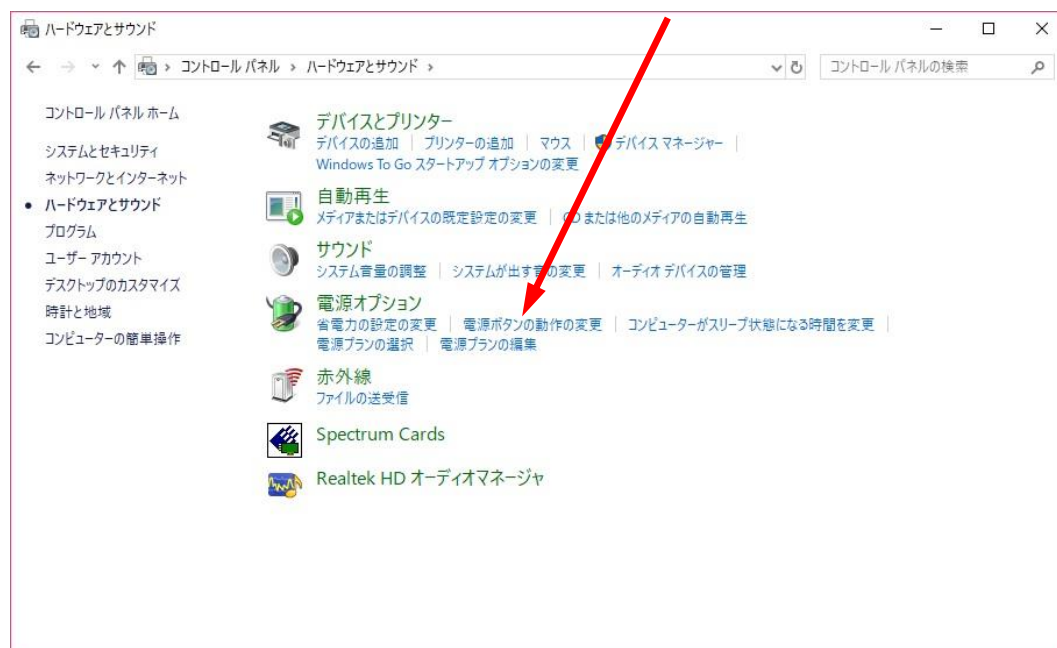 ハードウェアとサウンド
コントロール パネル › ハードウェアとサウンド ›
コントロール パネルの検索
コントロール パネル ホーム
システムとセキュリティ
ネットワークとインターネット
ハードウェアとサウンド
プログラム
ユーザー アカウント
デスクトップのカスタマイズ
時計と地域
コンピューターの簡単操作
デバイスとプリンター
デバイスの追加 | プリンターの追加 | マウス | デバイス マネージャー |
Windows To Go スタートアップ オプションの変更
自動再生
メディアまたはデバイスの既定設定の変更 | CD または他のメディアの自動再生
サウンド
システム音量の調整 | システムが出す音の変更 | オーディオ デバイスの管理
電源オプション
省電力の設定の変更 | 電源ボタンの動作の変更 | コンピューターがスリープ状態になる時間を変更 |
電源プランの選択 | 電源プランの編集
赤外線
ファイルの送受信
Spectrum Cards
Realtek HD オーディオマネージャ